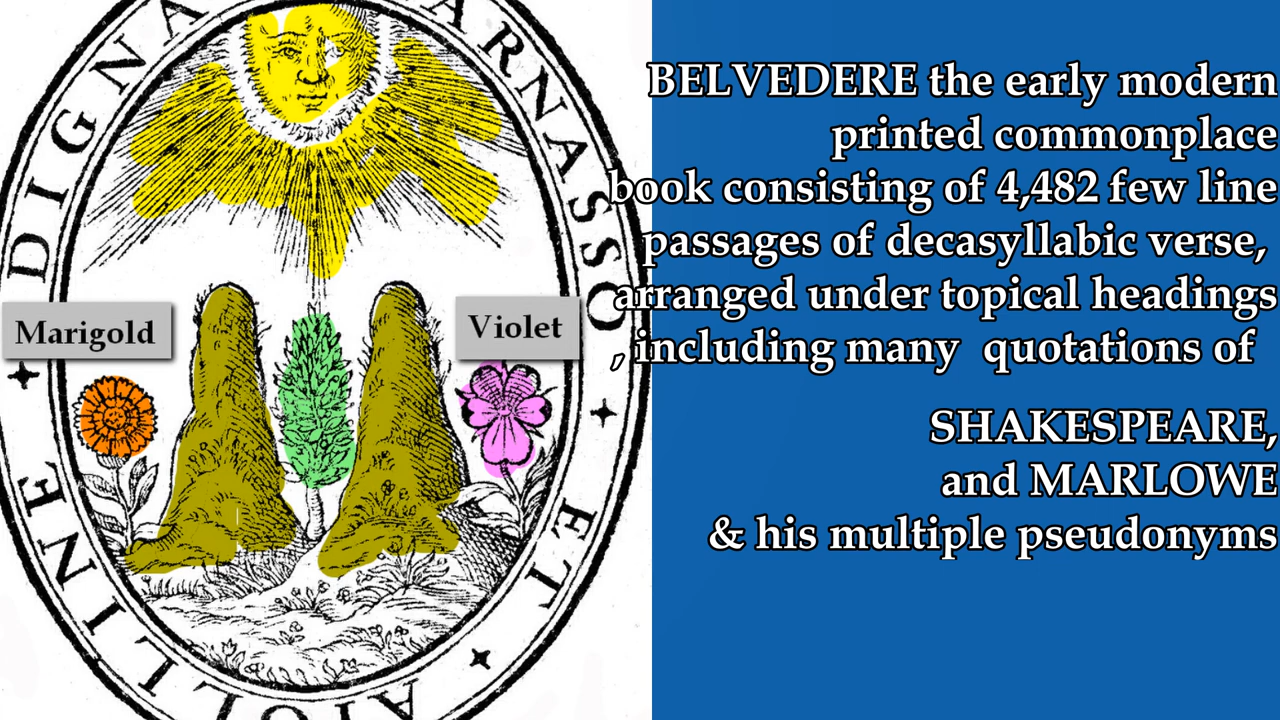 DIGNA
PARNASSO
ET
APOLLINE
Marigold
Violet
BELVEDERE the early modern
printed commonplace
book consisting of 4,482 few line
passages of decasyllabic verse,
arranged under topical headings
, including many quotations of
SHAKESPEARE,
and MARLOWE
& his multiple pseudonyms